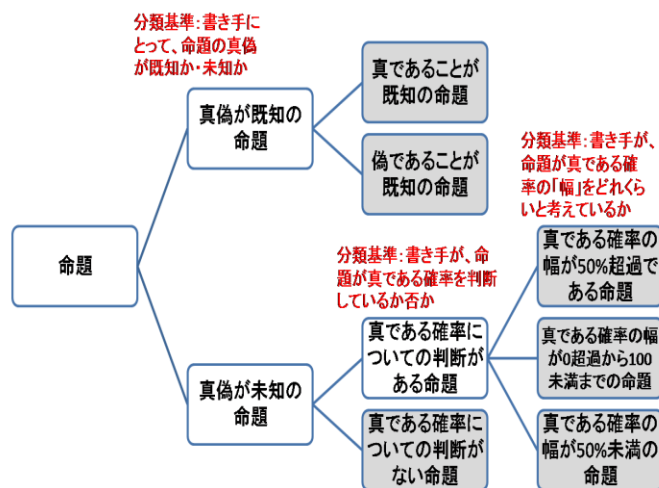 分類基準：書き手に
とって、命題の真偽
が既知か・未知か
真であることが
既知の命題
真偽が既知の
命題
偽であることが
既知の命題
分類基準：書き手が、
命題が真である確
率の「幅」をどれくら
いと考えているか
命題
分類基準：書き手が、命
題が真である確率を判断
しているか否か
真である確率の
幅が50%超過で
ある命題
真である確率に
ついての判断が
ある命題
真である確率の幅
が0超過から100
未満までの命題
真偽が未知の
命題
真である確率に
ついての判断が
ない命題
真である確率の
幅が50%未満の
命題